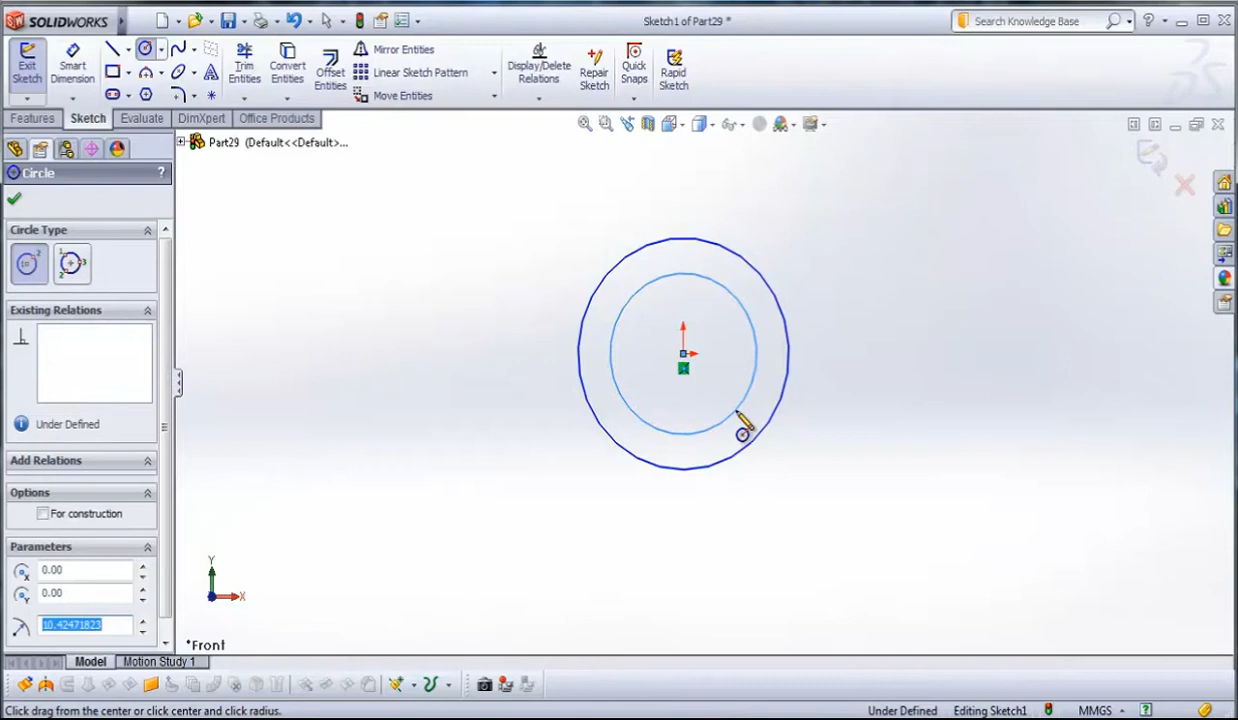 SOLIDWORKS Sketch1 of Part29 * Search Knowledge Base ?
Exit Sketch
Smart Dimension
Trim Entities
Convert Entities
Offset Entities
Mirror Entities
Linear Sketch Pattern
Move Entities
Display/Delete Relations
Repair Sketch
Quick Snaps
Rapid Sketch
Features Sketch Evaluate DimXpert Office Products
Part29 (Default<<Default>...
Circle ?
Circle Type
Existing Relations
Under Defined
Add Relations
Options
For construction
Parameters
0.00
0.00
10.42471823
Y
X
*Front
Model Motion Study 1
Click drag from the center or click center and click radius. Under Defined Editing Sketch1 MMGS ?